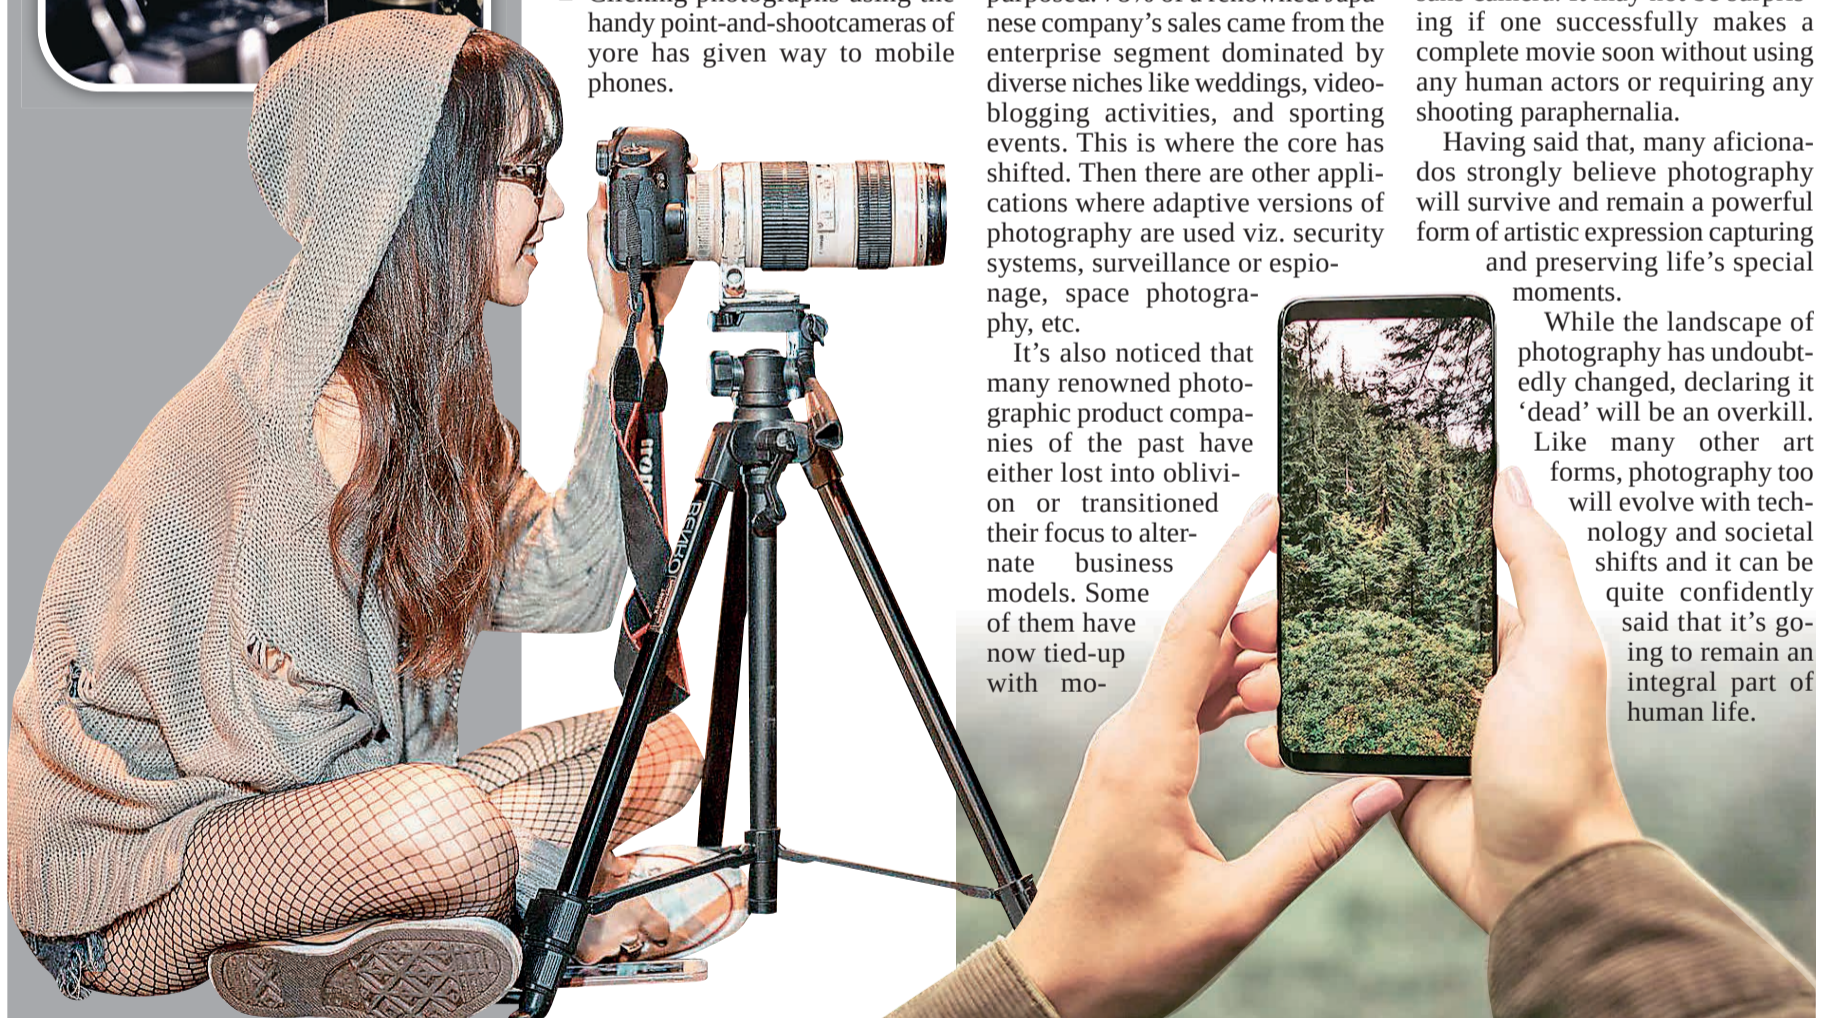 handy point-and-shootcameras of
yore has given way to mobile
phones.
nese company’s sales came from the
enterprise segment dominated by
diverse niches like weddings, video-
blogging activities, and sporting
events. This is where the core has
shifted. Then there are other appli-
cations where adaptive versions of
photography are used viz. security
systems, surveillance or espio-
nage, space photogra-
phy, etc.
It’s also noticed that
many renowned photo-
graphic product compa-
nies of the past have
either lost into oblivi-
on or transitioned
their focus to alter-
nate business
models. Some
of them have
now tied-up
with mo-
ing if one successfully makes a
complete movie soon without using
any human actors or requiring any
shooting paraphernalia.
Having said that, many aficiona-
dos strongly believe photography
will survive and remain a powerful
form of artistic expression capturing
and preserving life’s special
moments.
While the landscape of
photography has undoubt-
edly changed, declaring it
‘dead’ will be an overkill.
Like many other art
forms, photography too
will evolve with tech-
nology and societal
shifts and it can be
quite confidently
said that it’s go-
ing to remain an
integral part of
human life.